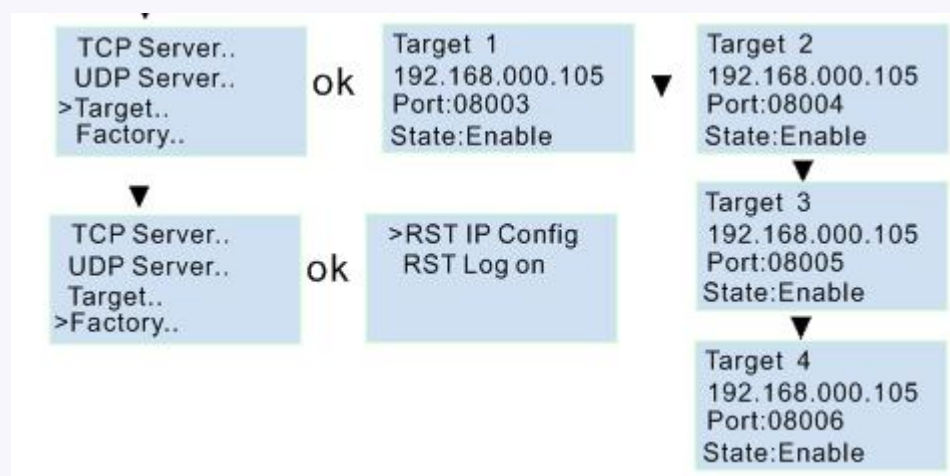 TCP Server..
UDP Server..
>Target..
Factory..
ok
Target 1
192.168.000.105
Port:08003
State:Enable
Target 2
192.168.000.105
Port:08004
State:Enable
Target 3
192.168.000.105
Port:08005
State:Enable
Target 4
192.168.000.105
Port:08006
State:Enable
TCP Server..
UDP Server..
Target..
>Factory..
ok
>RST IP Config
RST Log on